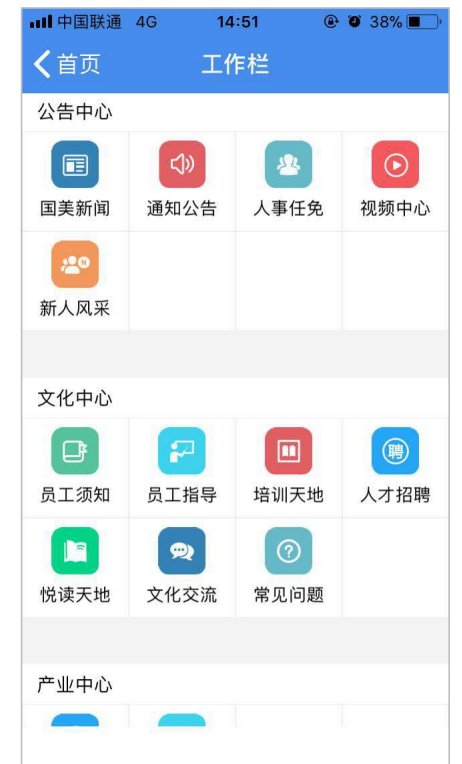 中国联通 4G 14:51 38%
首页 工作栏
公告中心
国美新闻 通知公告 人事任免 视频中心
N
新人风采
文化中心
聘
员工须知 员工指导 培训天地 人才招聘
?
悦读天地 文化交流 常见问题
产业中心